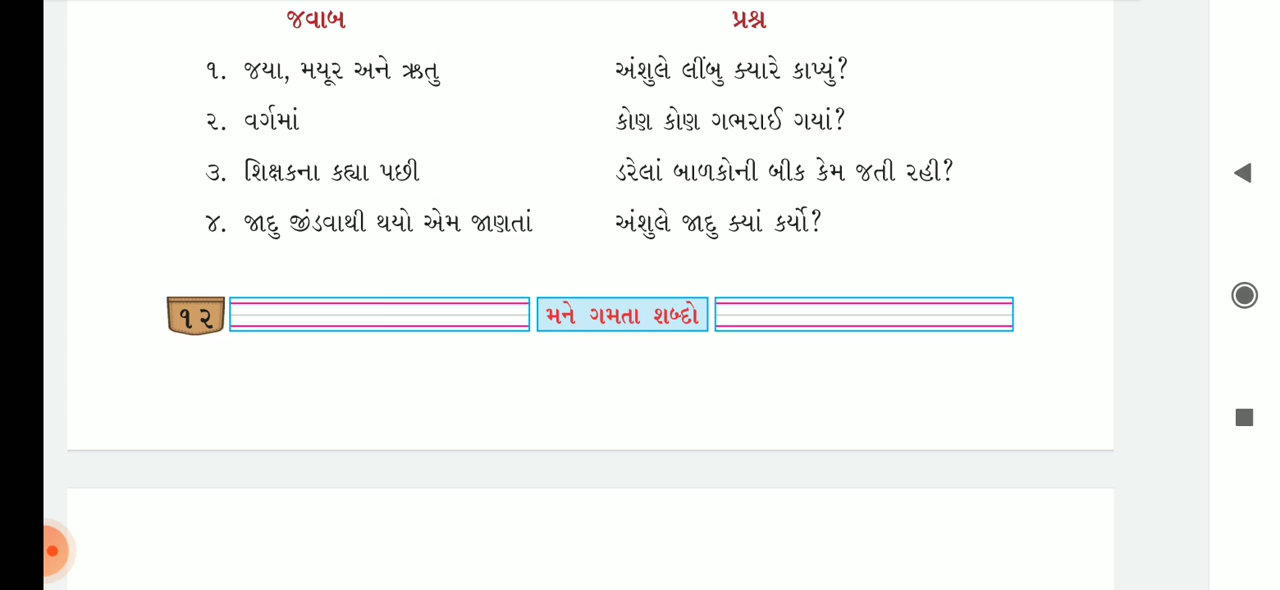 જવાબ પ્રશ્ન
૧. જયા, મયૂર અને ઋતુ અંશુલે લીંબુ ક્યારે કાપ્યું?
૨. વર્ગમાં કોણ કોણ ગભરાઈ ગયાં?
૩. શિક્ષકના કહ્યા પછી ડરેલાં બાળકોની બીક કેમ જતી રહી?
૪. જાદુ જીંડવાથી થયો એમ જાણતાં અંશુલે જાદુ ક્યાં કર્યો?
૧૨ મને ગમતા શબ્દો